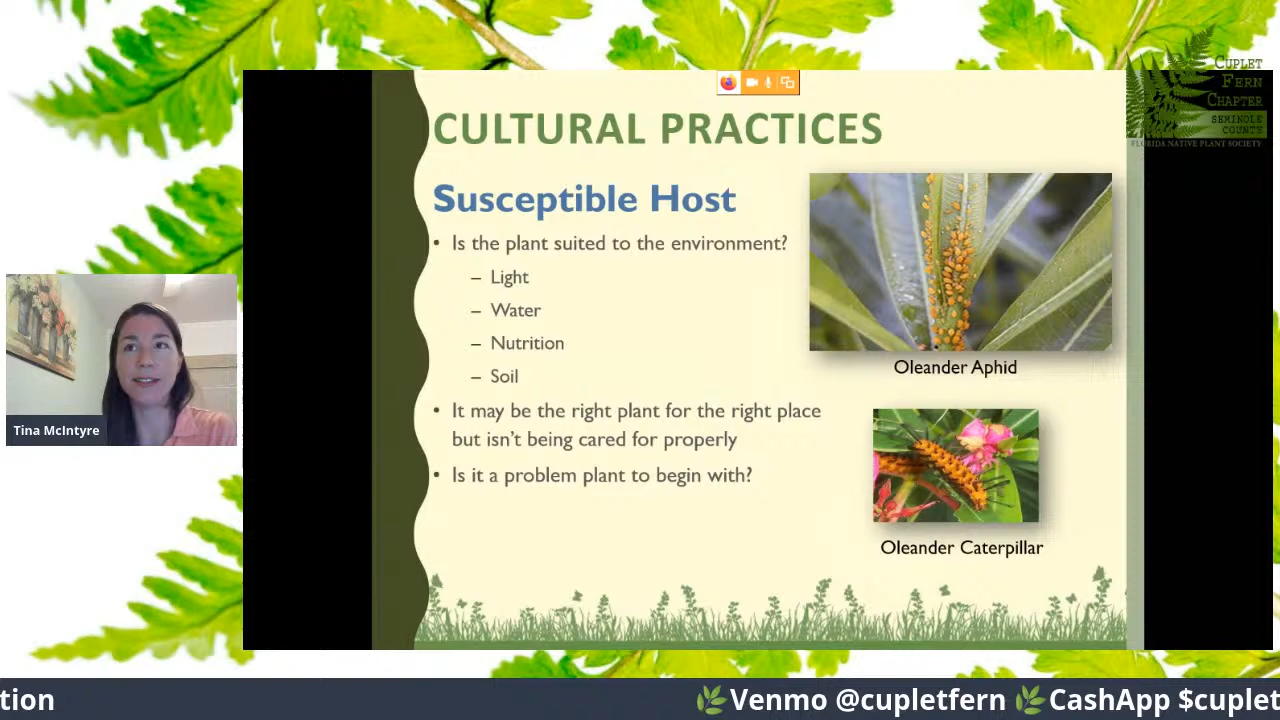 CUPLET
FERN
CHAPTER
SEMINOLE
COUNTY
FLORIDA NATIVE PLANT SOCIETY
CULTURAL PRACTICES
Susceptible Host
• Is the plant suited to the environment?
– Light
– Water
– Nutrition
– Soil
• It may be the right plant for the right place
but isn't being cared for properly
• Is it a problem plant to begin with?
Oleander Aphid
Oleander Caterpillar
Tina McIntyre
tion Venmo @cupletfern CashApp $cuplet